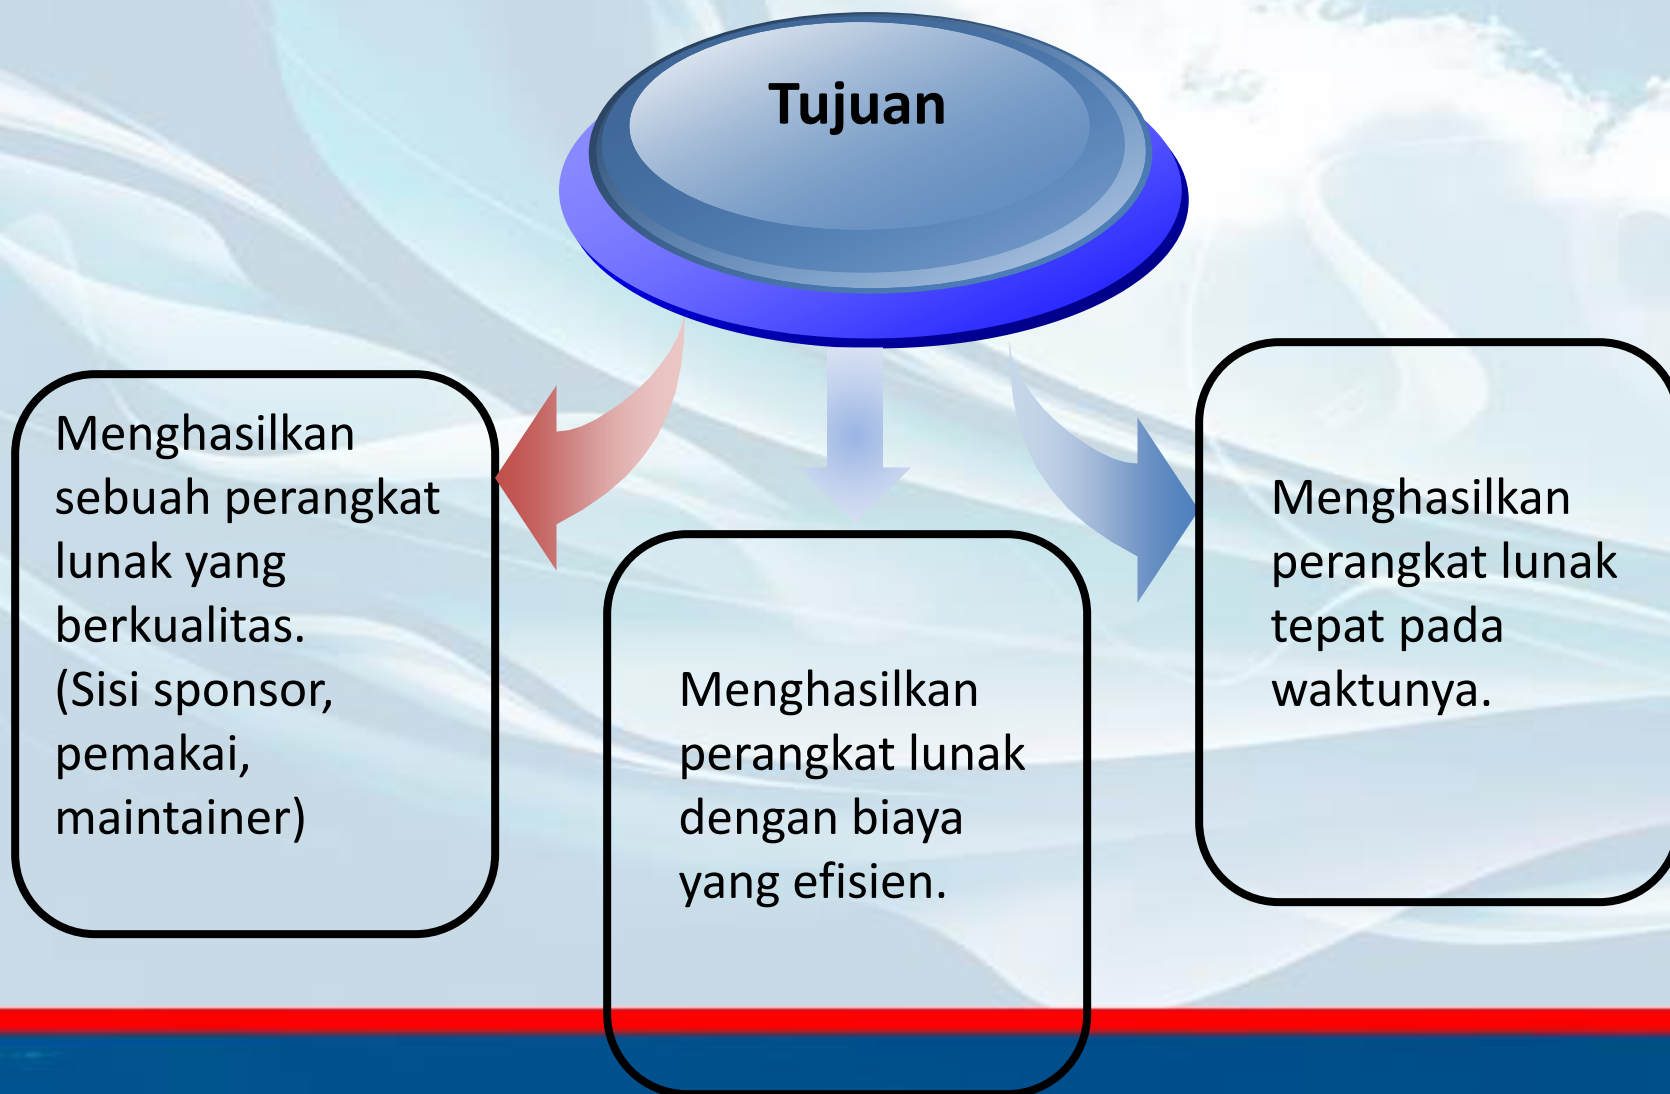 Tujuan
Menghasilkan
sebuah perangkat
lunak yang
berkualitas.
(Sisi sponsor,
pemakai,
maintainer)
Menghasilkan
perangkat lunak
dengan biaya
yang efisien.
Menghasilkan
perangkat lunak
tepat pada
waktunya.